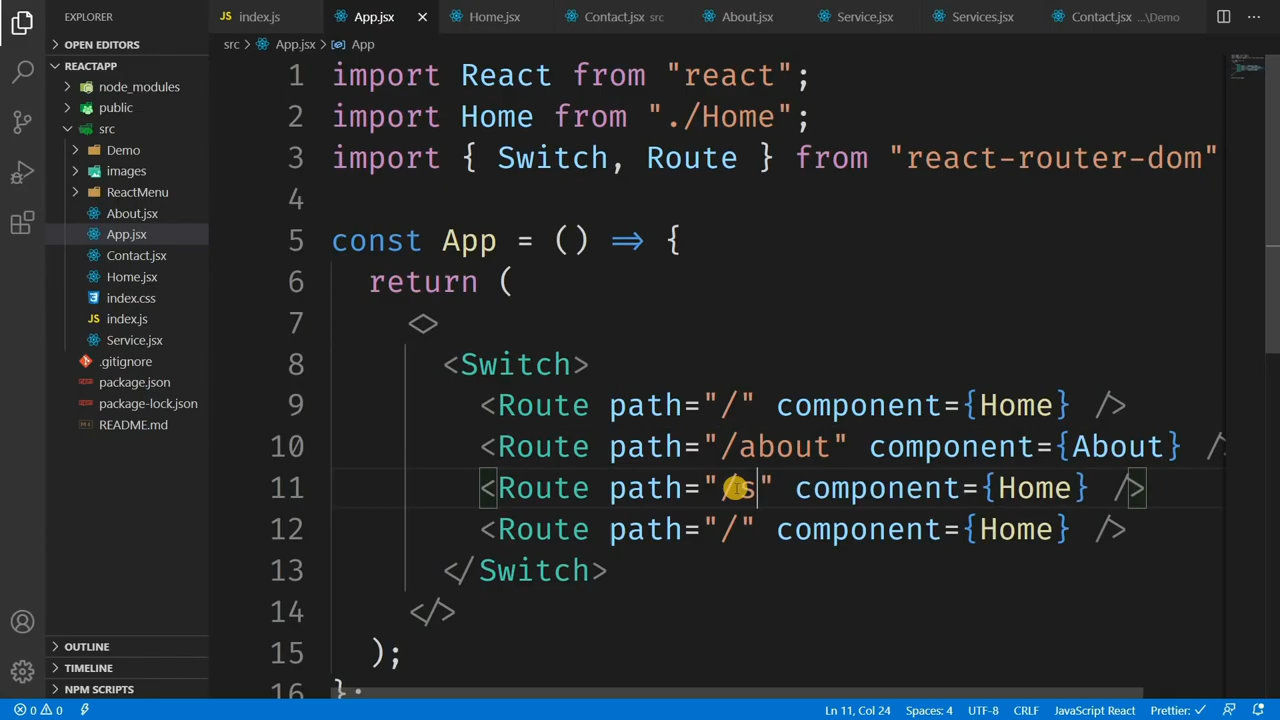 EXPLORER
index.js
App.jsx
Home.jsx
Contact.jsx src
About.jsx
Service.jsx
Services.jsx
Contact.jsx ...\Demo
OPEN EDITORS
src > App.jsx > App
REACTAPP
node_modules
public
src
Demo
images
ReactMenu
About.jsx
App.jsx
Contact.jsx
Home.jsx
index.css
JS index.js
Service.jsx
.gitignore
package.json
package-lock.json
README.md
OUTLINE
TIMELINE
NPM SCRIPTS
1 import React from "react";
2 import Home from "./Home";
3 import { Switch, Route } from "react-router-dom"
4
5 const App = () => {
6 return (
7 <>
8 <Switch>
9 <Route path="/" component={Home} />
10 <Route path="/about" component={About} /
11 <Route path="/s" component={Home} />
12 <Route path="/" component={Home} />
13 </Switch>
14 </>
15 );
16 };
0 0
Ln 11, Col 24
Spaces: 4
UTF-8
CRLF
JavaScript React
Prettier: ✓